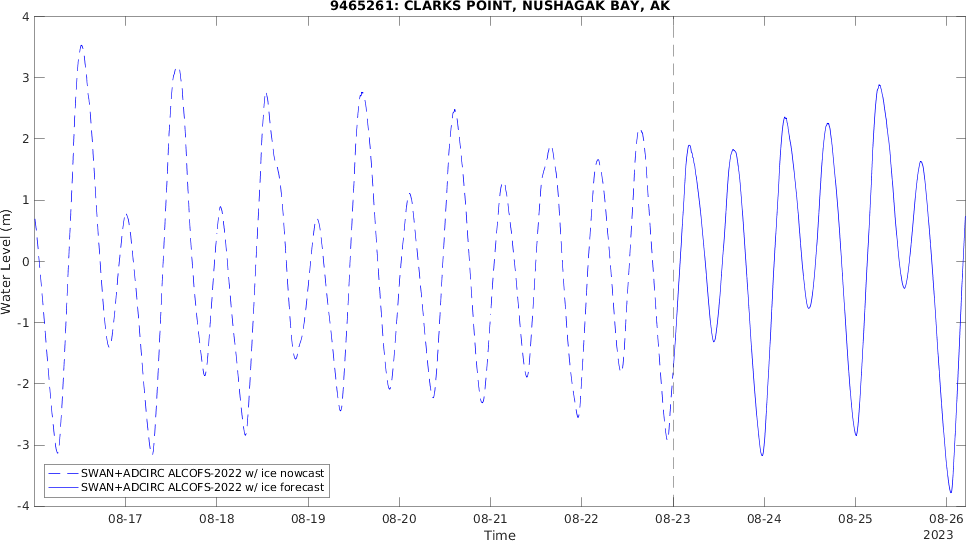 9465261: CLARKS POINT, NUSHAGAK BAY, AK
4
3
2
1
0
-1
-2
-3
-4
Water Level (m)
SWAN+ADCIRC ALCOFS-2022 w/ ice nowcast
SWAN+ADCIRC ALCOFS-2022 w/ ice forecast
08-17 08-18 08-19 08-20 08-21 08-22 08-23 08-24 08-25 08-26
Time
2023